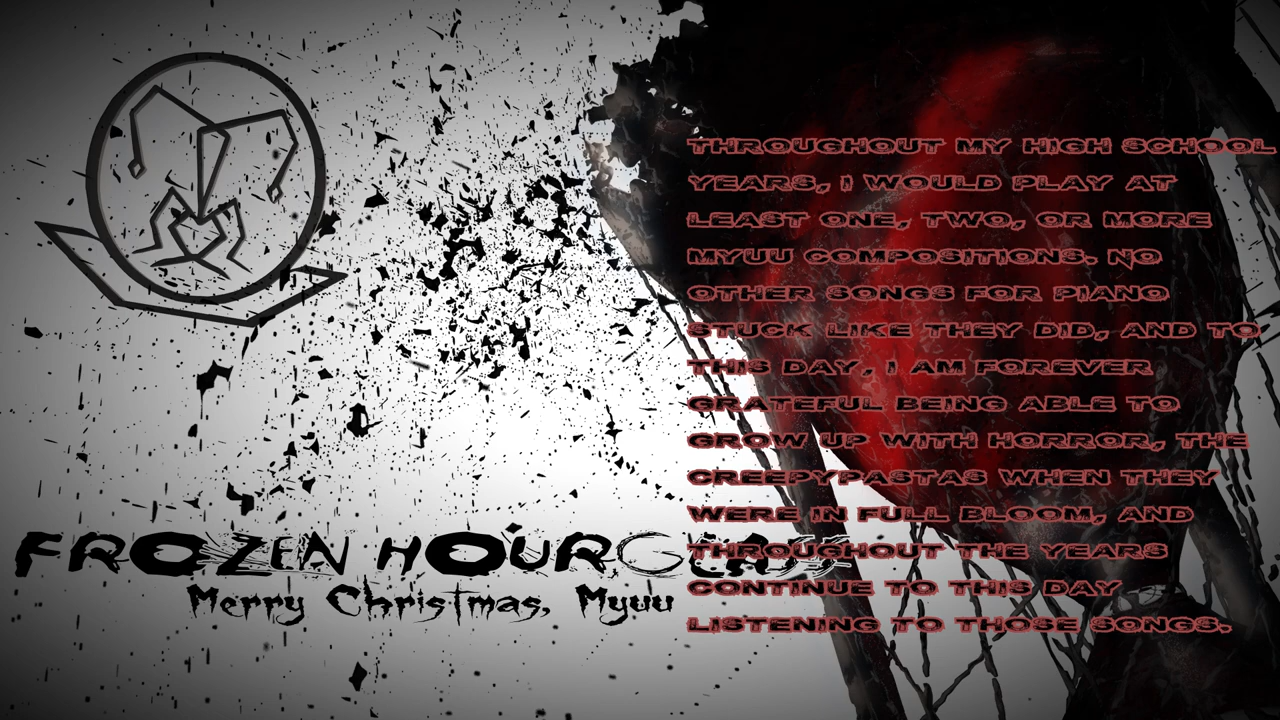 THROUGHOUT MY HIGH SCHOOL
YEARS, I WOULD PLAY AT
LEAST ONE, TWO, OR MORE
MYUU COMPOSITIONS. NO
OTHER SONGS FOR PIANO
STUCK LIKE THEY DID, AND TO
THIS DAY, I AM FOREVER
GRATEFUL BEING ABLE TO
GROW UP WITH HORROR, THE
CREEPYPASTAS WHEN THEY
WERE IN FULL BLOOM, AND
THROUGHOUT THE YEARS
CONTINUE TO THIS DAY
LISTENING TO THOSE SONGS.
FROZEN HOURGLASS
Merry Christmas, Myuu